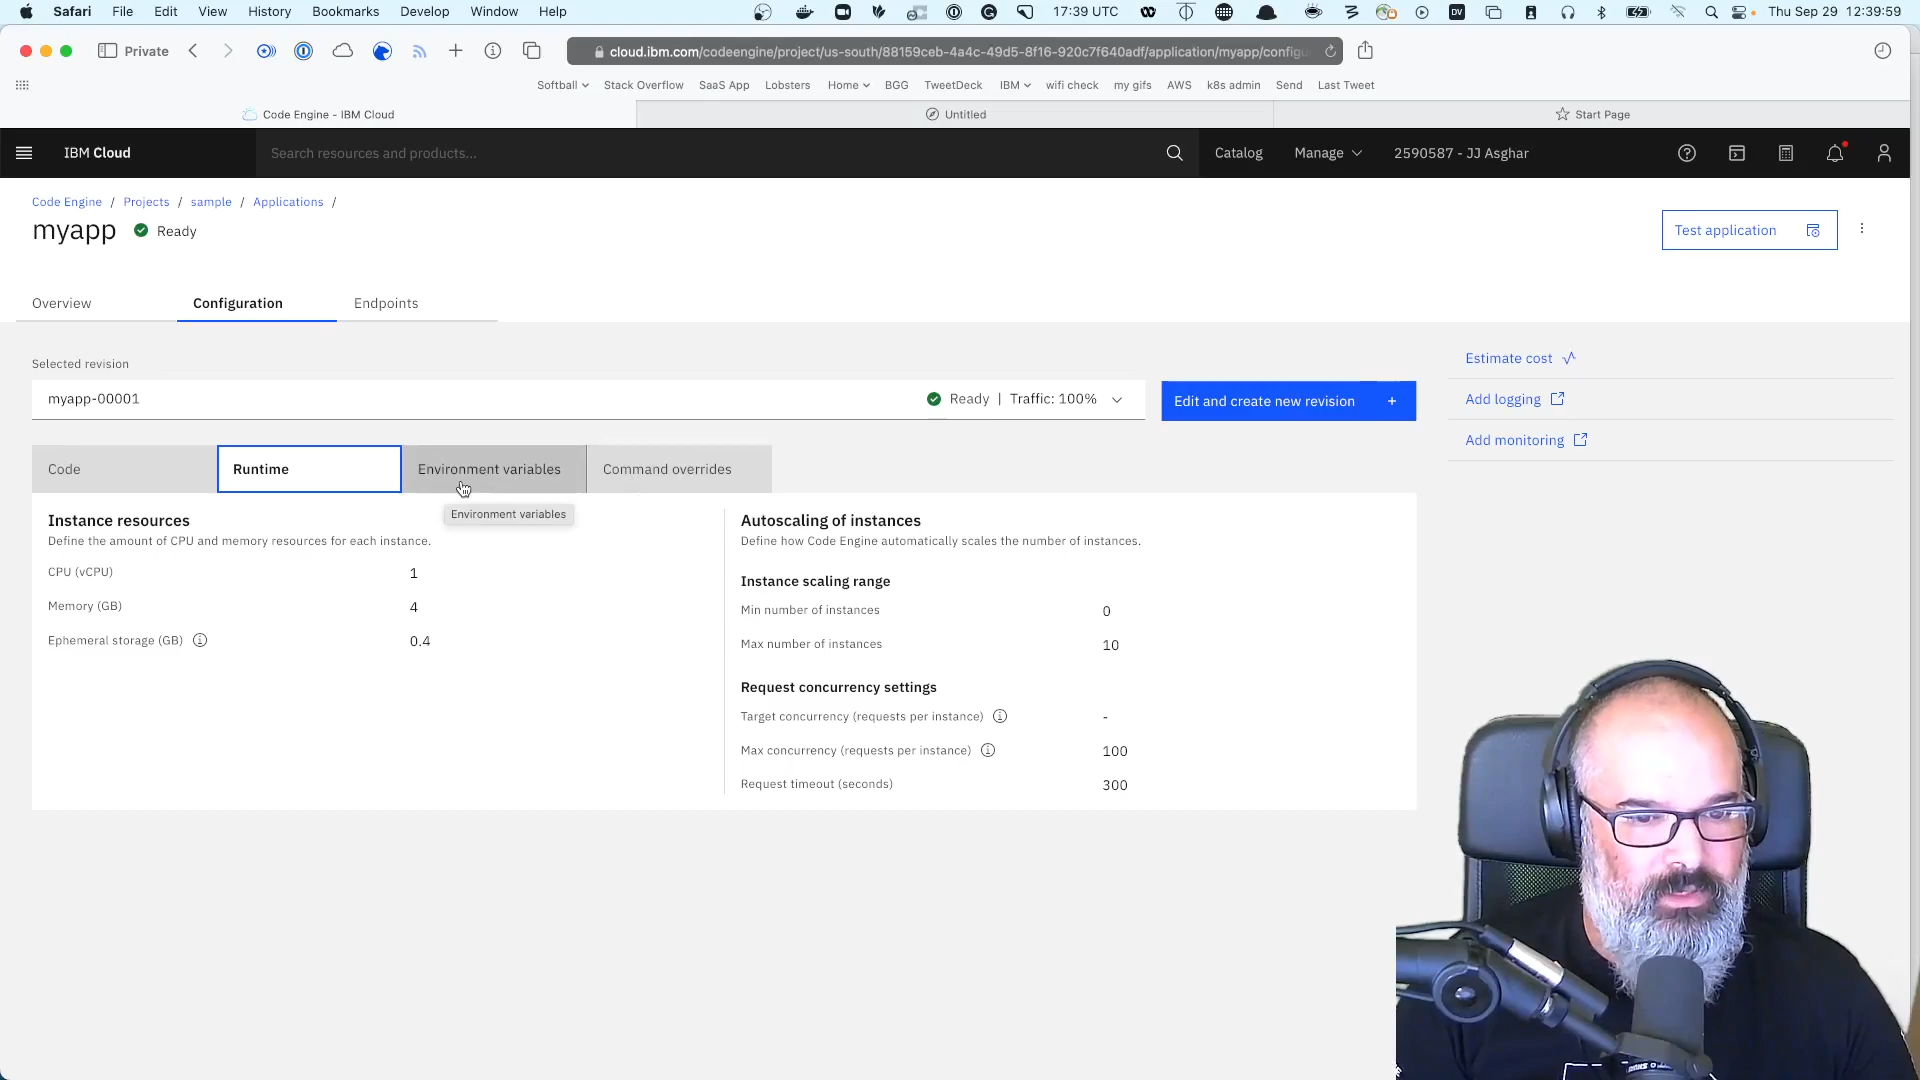 Safari File Edit View History Bookmarks Develop Window Help 17:39 UTC DV Thu Sep 29 12:39:59
Private cloud.ibm.com/codeengine/project/us-south/88159ceb-4a4c-49d5-8f16-920c7f640adf/application/myapp/configu
Softball Stack Overflow SaaS App Lobsters Home BGG TweetDeck IBM wifi check my gifs AWS k8s admin Send Last Tweet
Code Engine - IBM Cloud Untitled Start Page
IBM Cloud Search resources and products... Catalog Manage 2590587 - JJ Asghar
Code Engine / Projects / sample / Applications /
myapp Ready Test application
Overview Configuration Endpoints
Selected revision
myapp-00001 Ready | Traffic: 100% Edit and create new revision +
Estimate cost
Add logging
Add monitoring
Code Runtime Environment variables Command overrides
Environment variables
Instance resources
Define the amount of CPU and memory resources for each instance.
CPU (vCPU) 1
Memory (GB) 4
Ephemeral storage (GB) 0.4
Autoscaling of instances
Define how Code Engine automatically scales the number of instances.
Instance scaling range
Min number of instances 0
Max number of instances 10
Request concurrency settings
Target concurrency (requests per instance) -
Max concurrency (requests per instance) 100
Request timeout (seconds) 300